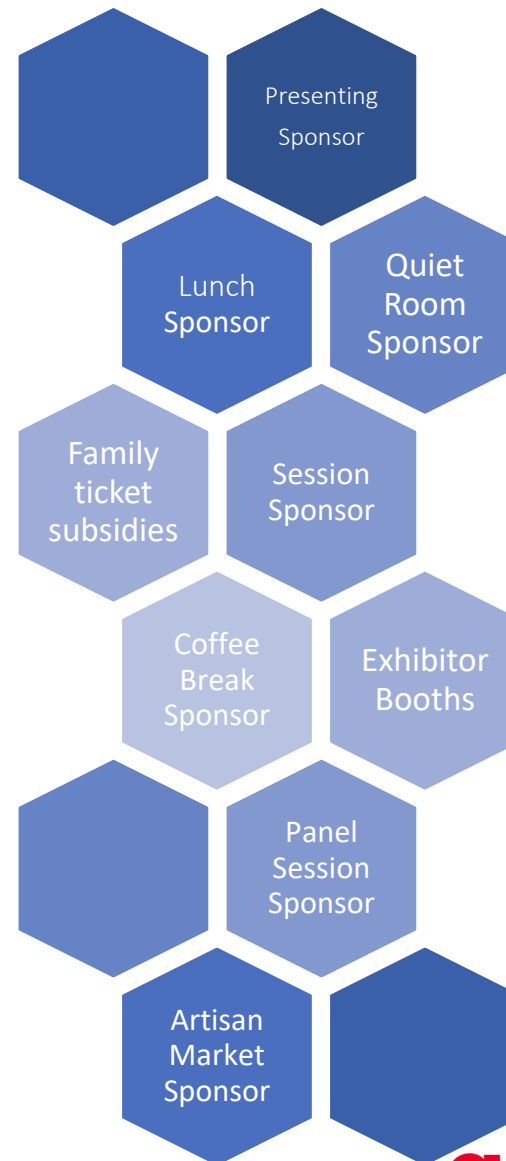 Presenting
Sponsor
Lunch
Sponsor
Quiet
Room
Sponsor
Family
ticket
subsidies
Session
Sponsor
Coffee
Break
Sponsor
Exhibitor
Booths
Panel
Session
Sponsor
Artisan
Market
Sponsor